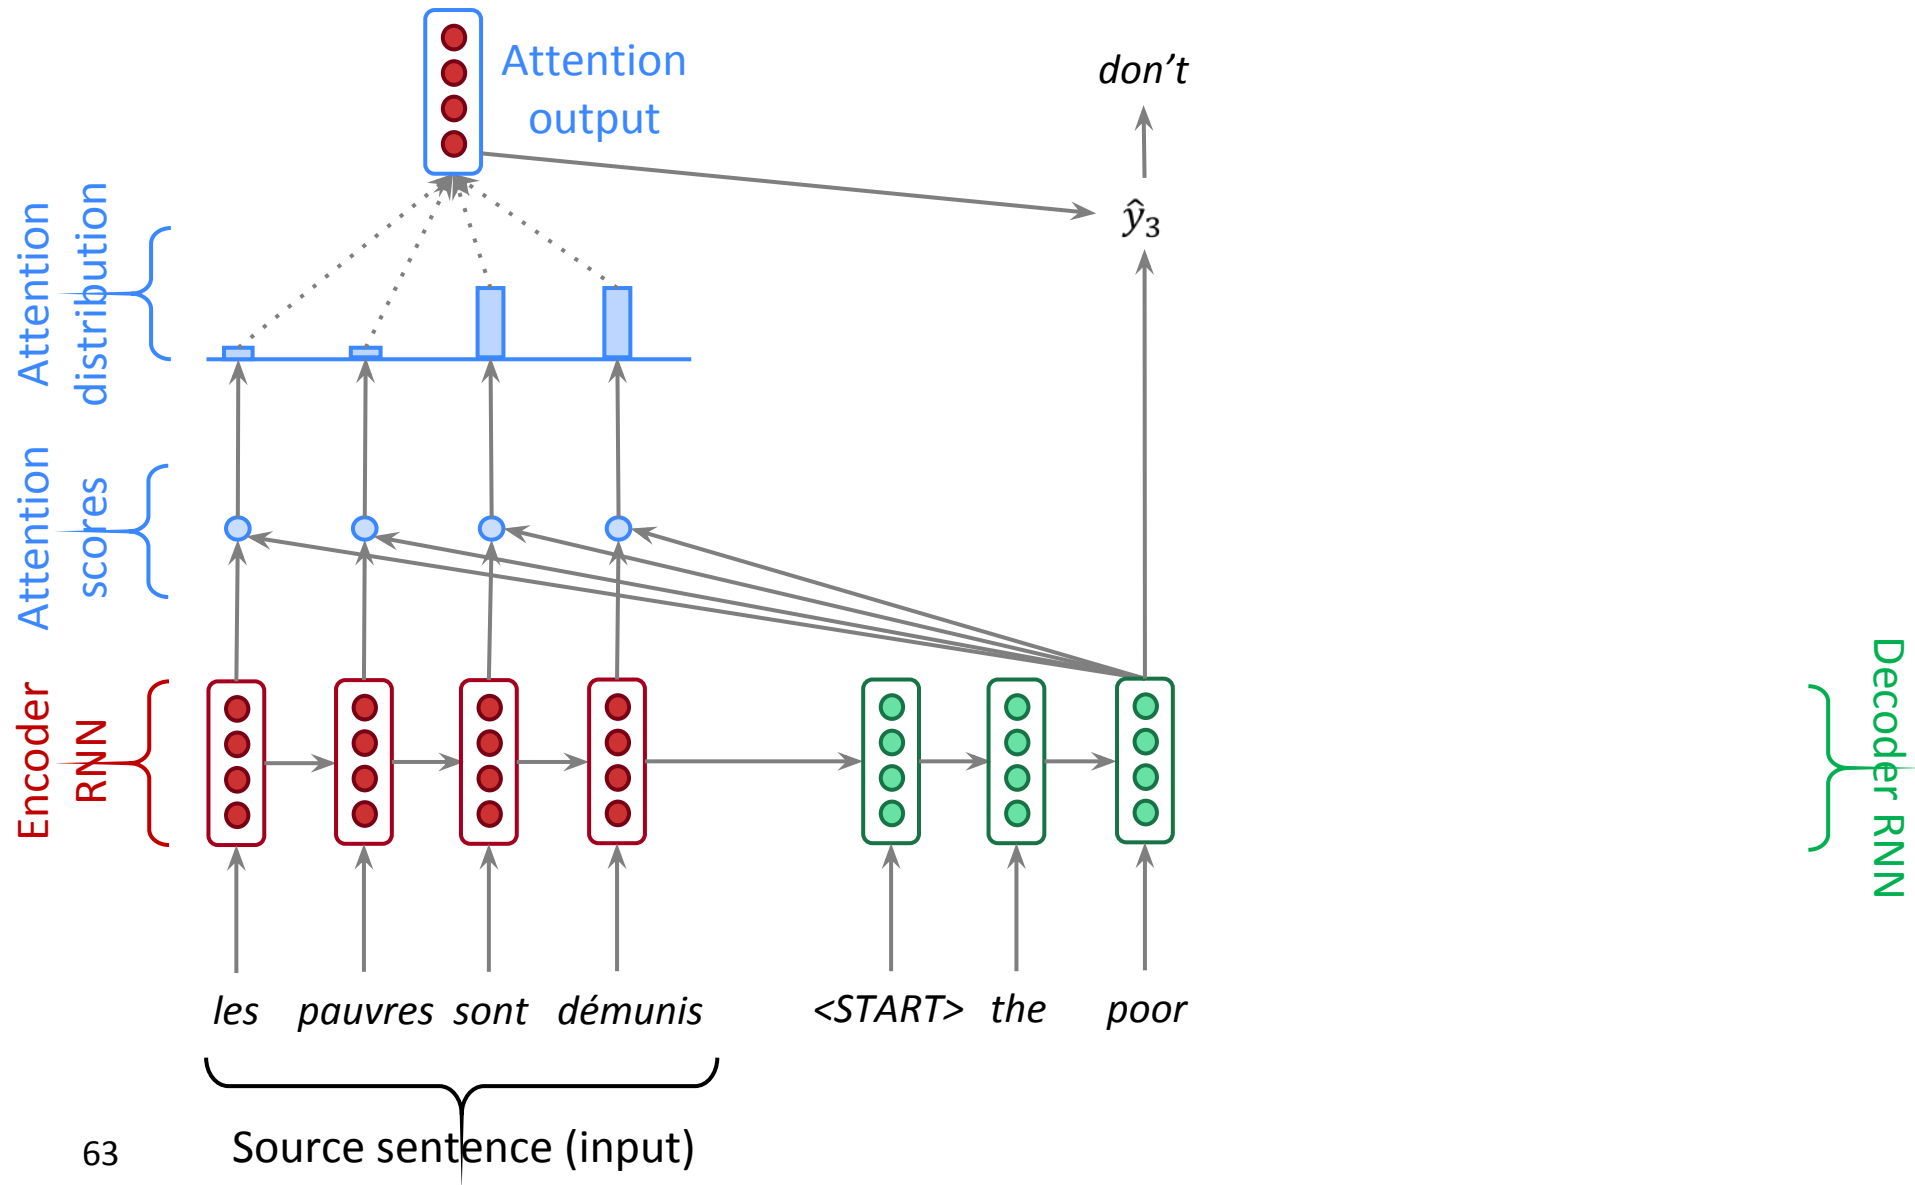 Attention
output
don't
ŷ₃
Attention
distribution
Attention
scores
Encoder
RNN
Decoder RNN
les pauvres sont démunis <START> the poor
Source sentence (input)
63